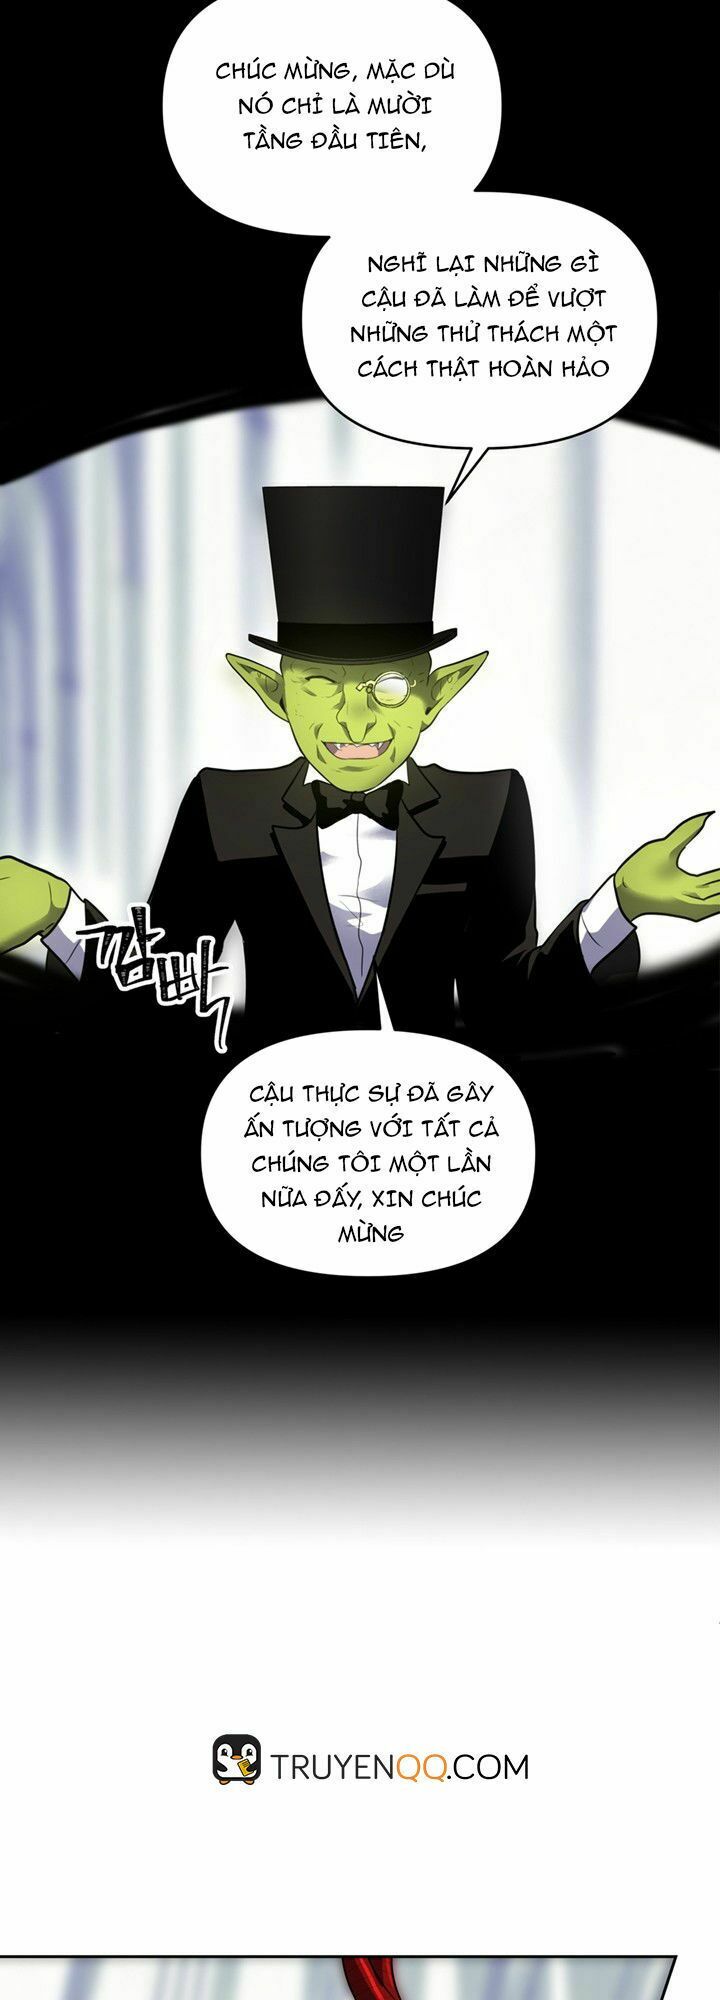 CHÚC MỪNG, MẶC DÙ
NÓ CHỈ LÀ MƯỜI
TẦNG ĐẦU TIÊN,
NGHĨ LẠI NHỮNG GÌ
CẬU ĐÃ LÀM ĐỂ VƯỢT
NHỮNG THỬ THÁCH MỘT
CÁCH THẬT HOÀN HẢO
깜빡
CẬU THỰC SỰ ĐÃ GÂY
ẤN TƯỢNG VỚI TẤT CẢ
CHÚNG TÔI MỘT LẦN
NỮA ĐẤY, XIN CHÚC
MỪNG
TRUYENQQ.COM